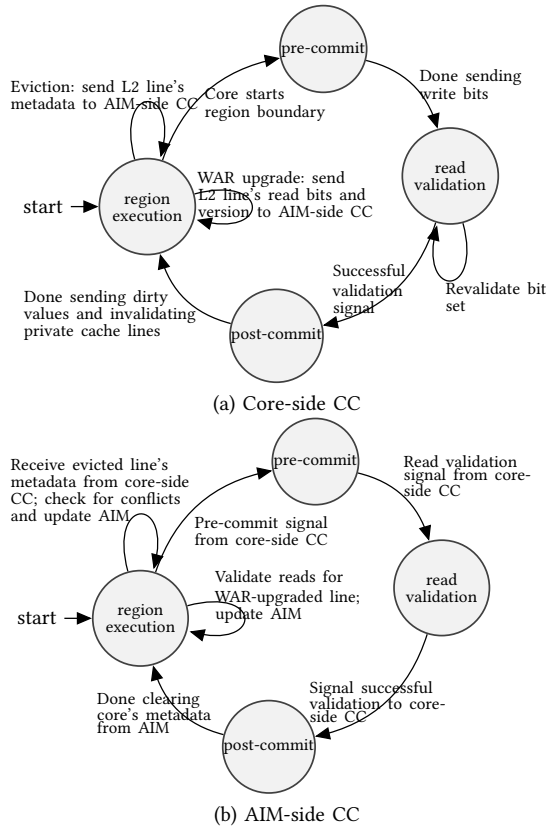 pre-commit
Eviction: send L2 line's
metadata to AIM-side CC
Core starts
region boundary
Done sending
write bits
read
validation
WAR upgrade: send
L2 line's read bits and
version to AIM-side CC
region
execution
start
Successful
validation
signal
Revalidate bit
set
Done sending dirty
values and invalidating
private cache lines
post-commit
(a) Core-side CC
pre-commit
Receive evicted line's
metadata from core-side
CC; check for conflicts
and update AIM
Read validation
signal from core-
side CC
Pre-commit signal
from core-side CC
Validate reads for
WAR-upgraded line;
update AIM
read
validation
region
execution
start
Signal successful
validation to core-
side CC
Done clearing
core's metadata
from AIM
post-commit
(b) AIM-side CC